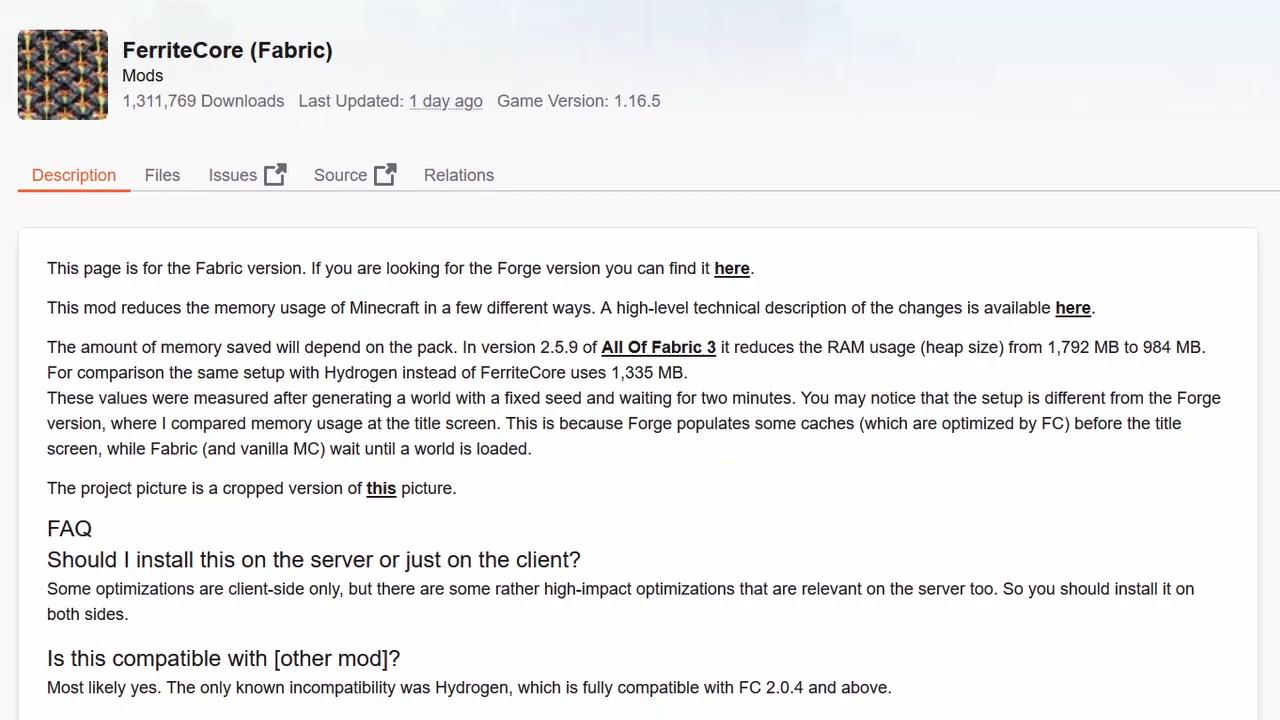 FerriteCore (Fabric)
Mods
1,311,769 Downloads Last Updated: 1 day ago Game Version: 1.16.5
Description Files Issues Source Relations
This page is for the Fabric version. If you are looking for the Forge version you can find it here.
This mod reduces the memory usage of Minecraft in a few different ways. A high-level technical description of the changes is available here.
The amount of memory saved will depend on the pack. In version 2.5.9 of All Of Fabric 3 it reduces the RAM usage (heap size) from 1,792 MB to 984 MB.
For comparison the same setup with Hydrogen instead of FerriteCore uses 1,335 MB.
These values were measured after generating a world with a fixed seed and waiting for two minutes. You may notice that the setup is different from the Forge
version, where I compared memory usage at the title screen. This is because Forge populates some caches (which are optimized by FC) before the title
screen, while Fabric (and vanilla MC) wait until a world is loaded.
The project picture is a cropped version of this picture.
FAQ
Should I install this on the server or just on the client?
Some optimizations are client-side only, but there are some rather high-impact optimizations that are relevant on the server too. So you should install it on
both sides.
Is this compatible with [other mod]?
Most likely yes. The only known incompatibility was Hydrogen, which is fully compatible with FC 2.0.4 and above.